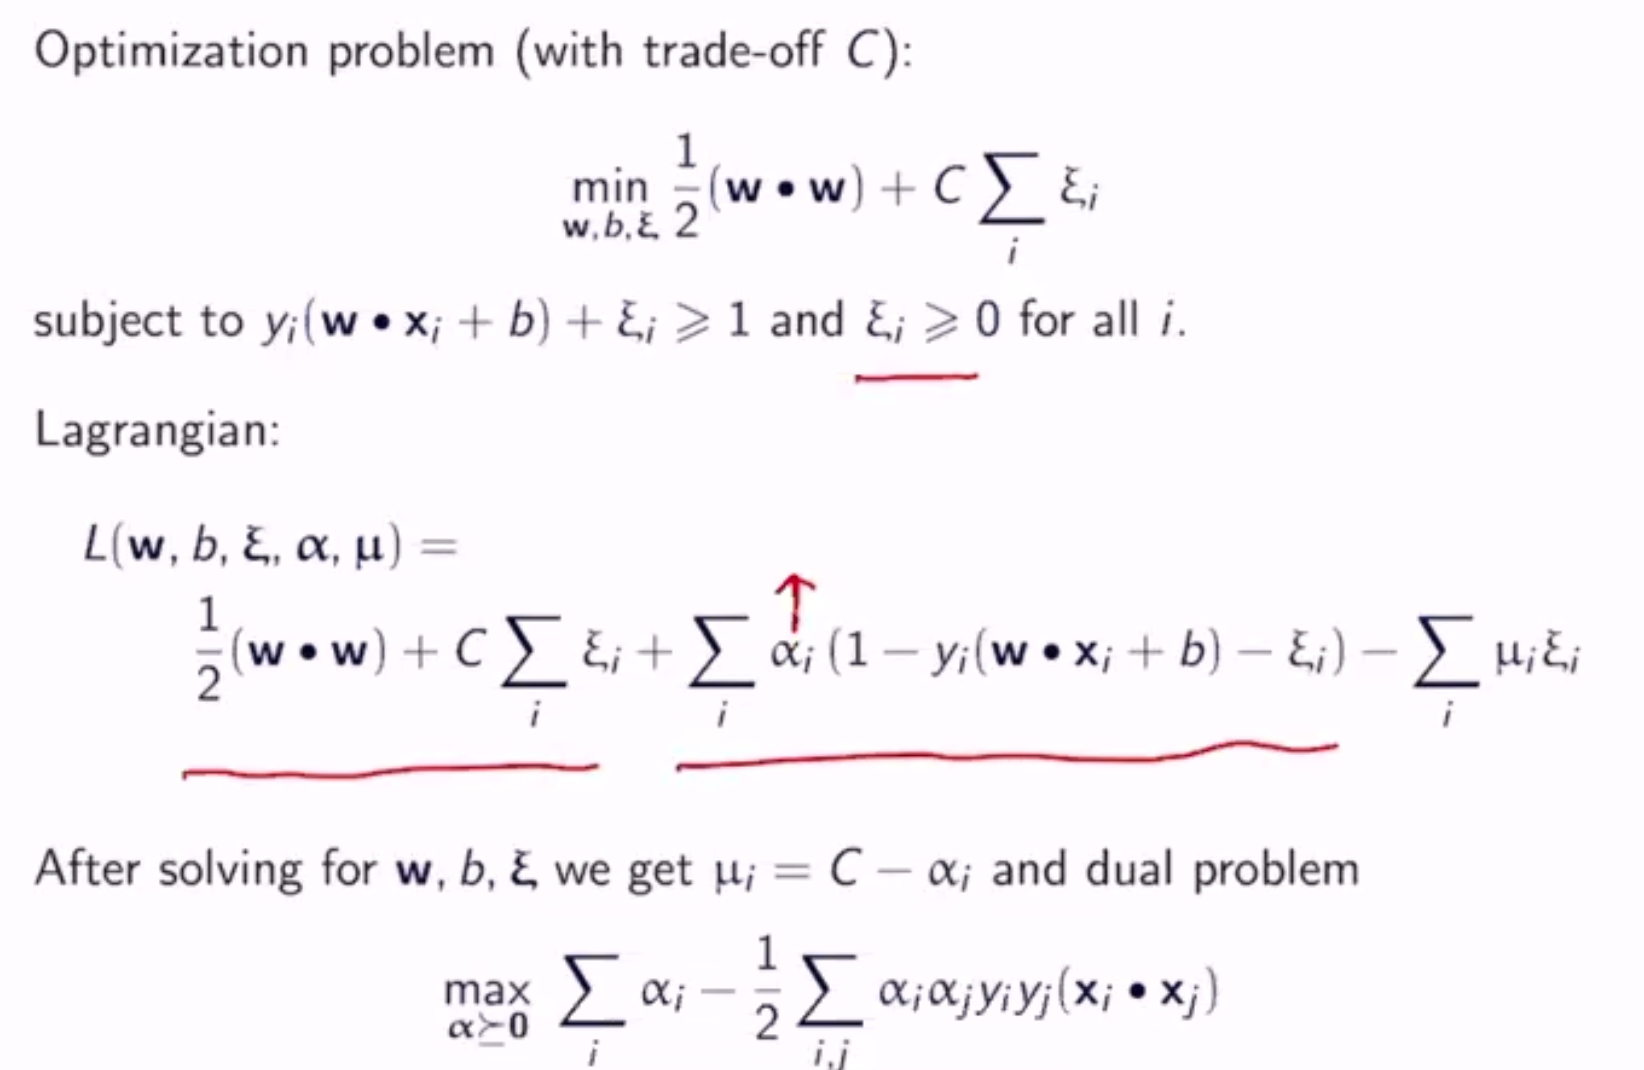 Optimization problem (with trade-off C):
min_{w,b,ξ} 1/2 (w • w) + C ∑_i ξ_i
subject to y_i(w • x_i + b) + ξ_i ⩾ 1 and ξ_i ⩾ 0 for all i.
Lagrangian:
L(w, b, ξ, α, μ) =
1/2 (w • w) + C ∑_i ξ_i + ∑_i α_i (1 − y_i(w • x_i + b) − ξ_i) − ∑_i μ_i ξ_i
After solving for w, b, ξ we get μ_i = C − α_i and dual problem
max_{α⪰0} ∑_i α_i − 1/2 ∑_{i,j} α_i α_j y_i y_j (x_i • x_j)